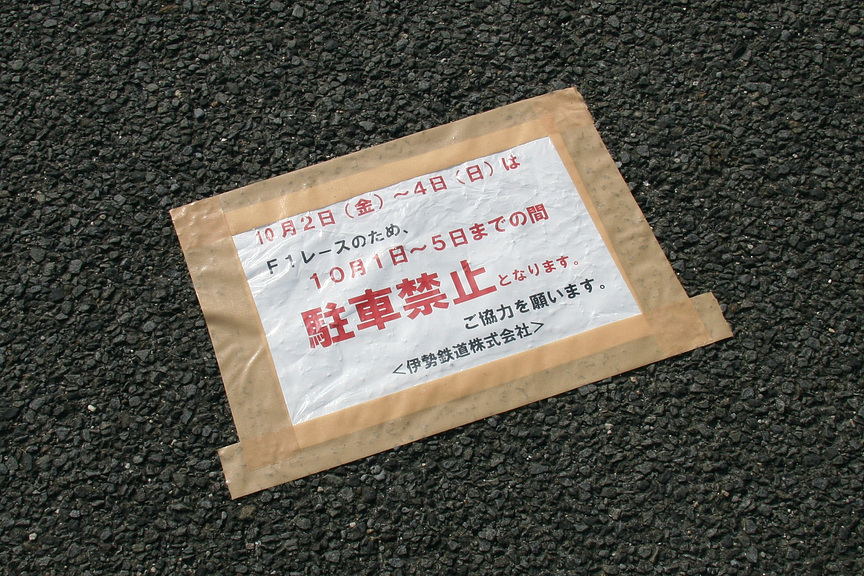 10月2日（金）～4日（日）は
F1レースのため、
10月1日～5日までの間
駐車禁止となります。
ご協力を願います。
＜伊勢鉄道株式会社＞